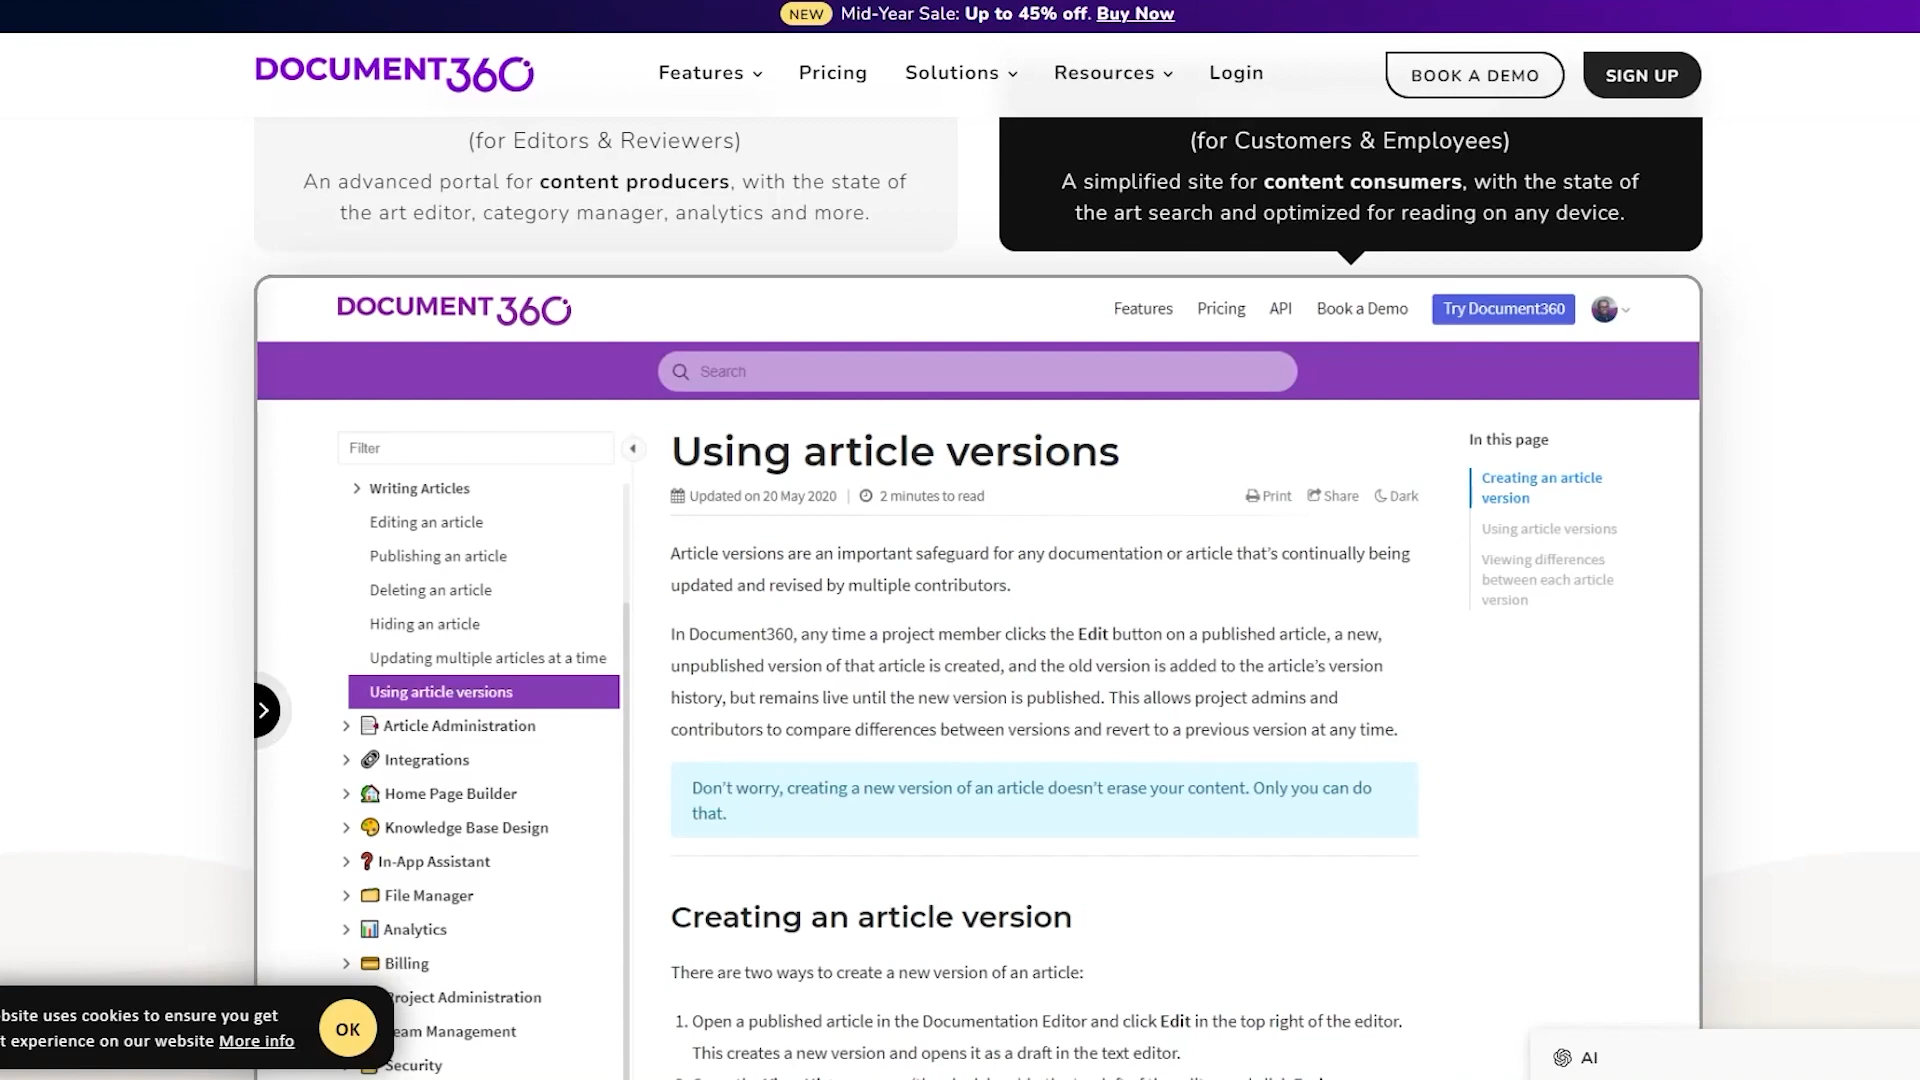 NEW Mid-Year Sale: Up to 45% off. Buy Now
DOCUMENT360
Features
Pricing
Solutions
Resources
Login
BOOK A DEMO
SIGN UP
(for Editors & Reviewers)
An advanced portal for content producers, with the state of
the art editor, category manager, analytics and more.
(for Customers & Employees)
A simplified site for content consumers, with the state of
the art search and optimized for reading on any device.
DOCUMENT360
Features
Pricing
API
Book a Demo
Try Document360
Search
Filter
Writing Articles
Editing an article
Publishing an article
Deleting an article
Hiding an article
Updating multiple articles at a time
Using article versions
Article Administration
Integrations
Home Page Builder
Knowledge Base Design
In-App Assistant
File Manager
Analytics
Billing
Project Administration
eam Management
Security
Using article versions
Updated on 20 May 2020 | 2 minutes to read
Print
Share
Dark
Article versions are an important safeguard for any documentation or article that's continually being
updated and revised by multiple contributors.
In Document360, any time a project member clicks the Edit button on a published article, a new,
unpublished version of that article is created, and the old version is added to the article's version
history, but remains live until the new version is published. This allows project admins and
contributors to compare differences between versions and revert to a previous version at any time.
Don't worry, creating a new version of an article doesn't erase your content. Only you can do
that.
Creating an article version
There are two ways to create a new version of an article:
1. Open a published article in the Documentation Editor and click Edit in the top right of the editor.
This creates a new version and opens it as a draft in the text editor.
In this page
Creating an article
version
Using article versions
Viewing differences
between each article
version
bsite uses cookies to ensure you get
t experience on our website More info
OK
AI